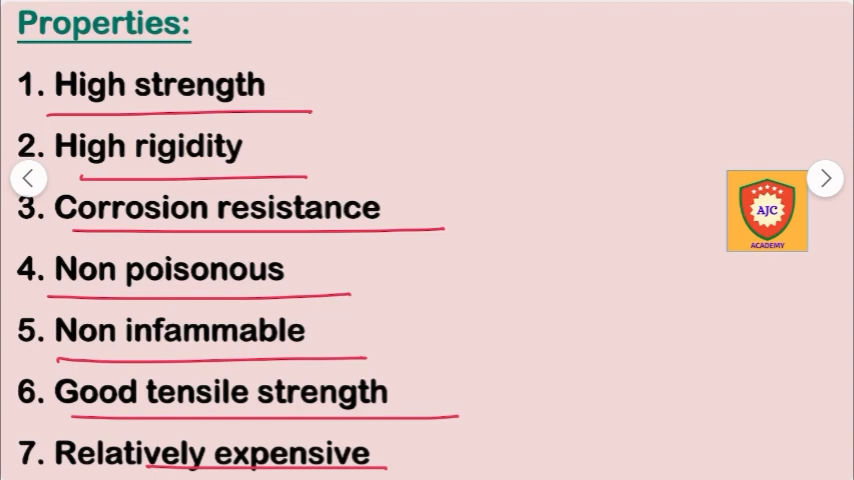 Properties:
1. High strength
2. High rigidity
3. Corrosion resistance
AJC
ACADEMY
4. Non poisonous
5. Non infammable
6. Good tensile strength
7. Relatively expensive